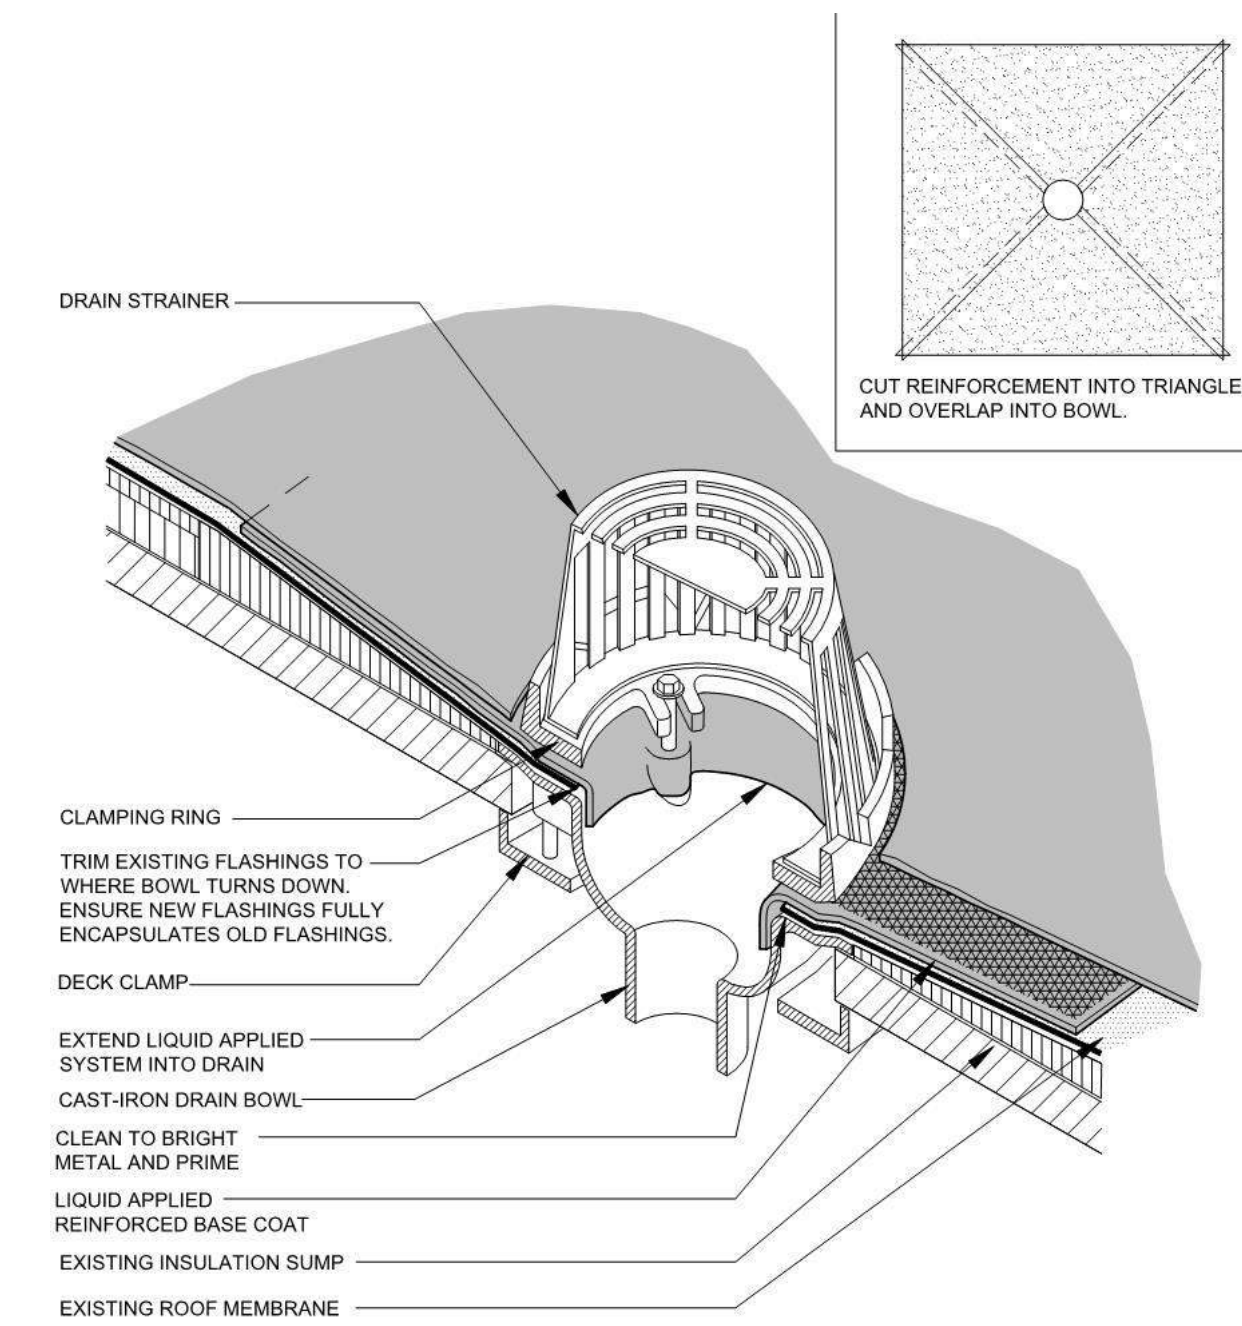 CUT REINFORCEMENT INTO TRIANGLE
AND OVERLAP INTO BOWL.
DRAIN STRAINER
CLAMPING RING
TRIM EXISTING FLASHINGS TO
WHERE BOWL TURNS DOWN.
ENSURE NEW FLASHINGS FULLY
ENCAPSULATES OLD FLASHINGS.
DECK CLAMP
EXTEND LIQUID APPLIED
SYSTEM INTO DRAIN
CAST-IRON DRAIN BOWL
CLEAN TO BRIGHT
METAL AND PRIME
LIQUID APPLIED
REINFORCED BASE COAT
EXISTING INSULATION SUMP
EXISTING ROOF MEMBRANE